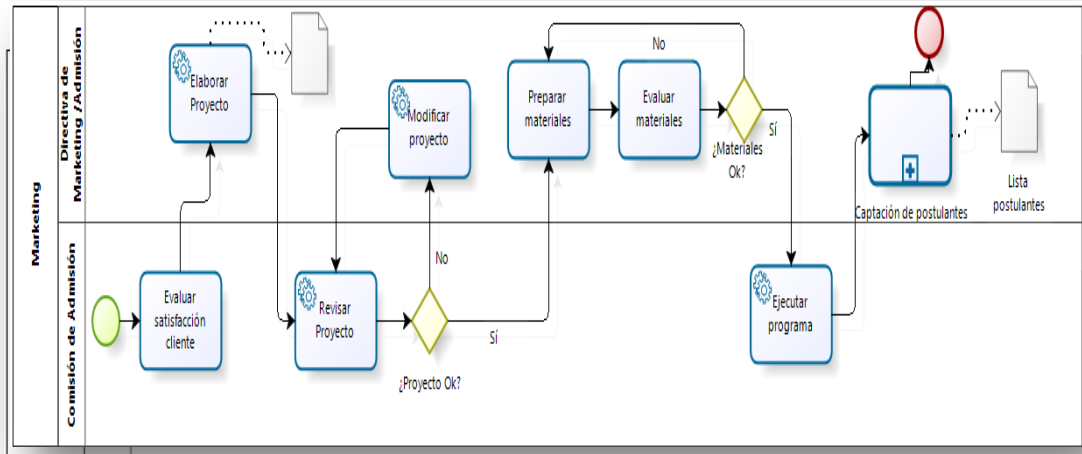 Marketing
Directiva de
Marketing /Admisión
Elaborar
Proyecto
Modificar
proyecto
Preparar
materiales
Evaluar
materiales
No
¿Materiales
Ok?
Sí
Captación de postulantes
Lista
postulantes
Comisión de Admisión
Evaluar
satisfacción
cliente
Revisar
Proyecto
No
¿Proyecto Ok?
Sí
Ejecutar
programa